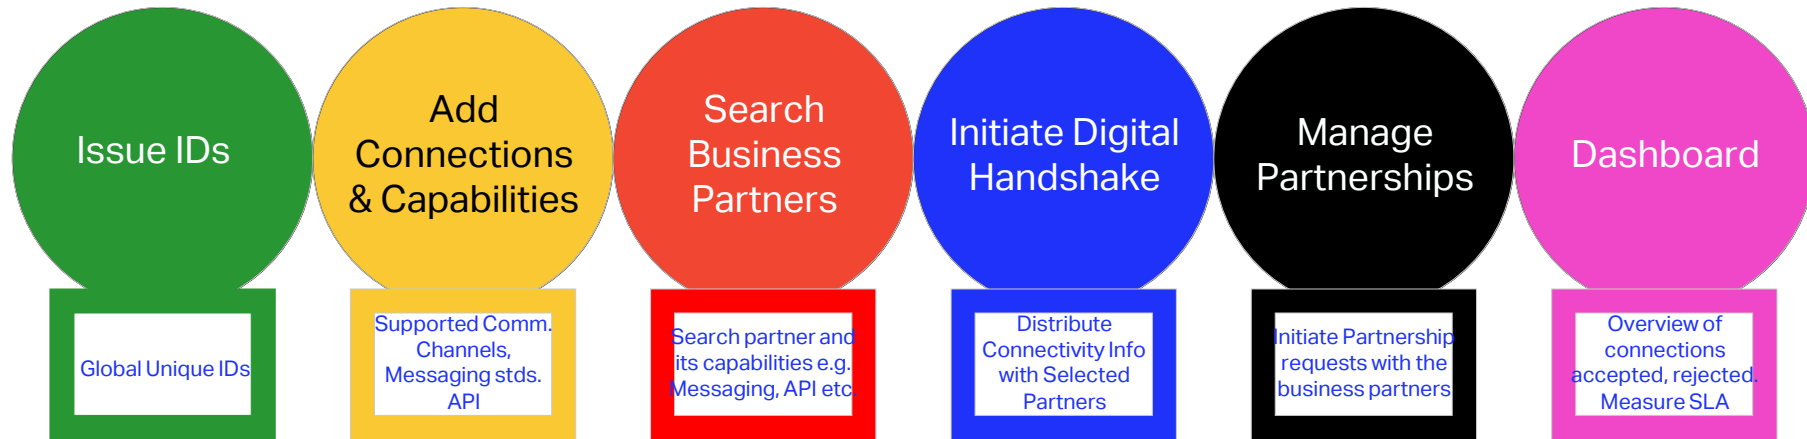 Issue IDs
Add
Connections
& Capabilities
Search
Business
Partners
Initiate Digital
Handshake
Manage
Partnerships
Dashboard
Global Unique IDs
Supported Comm.
Channels,
Messaging stds.
API
Search partner and
its capabilities e.g.
Messaging, API etc.
Distribute
Connectivity Info
with Selected
Partners
Initiate Partnership
requests with the
business partners
Overview of
connections
accepted, rejected.
Measure SLA